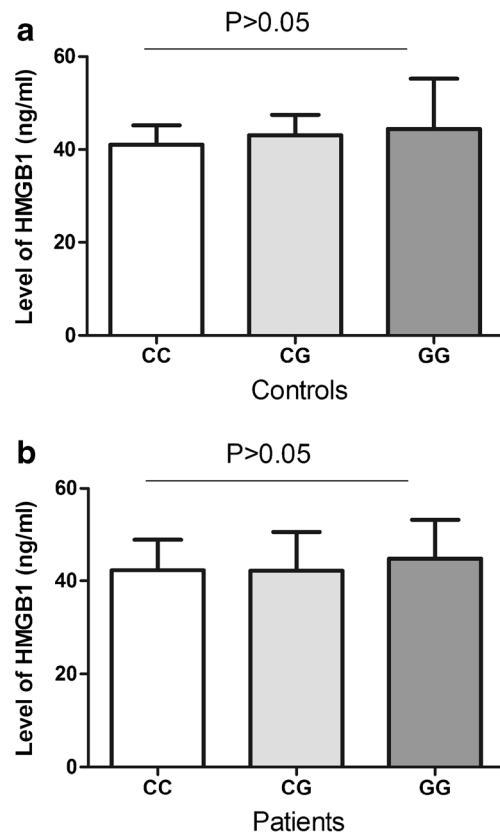 a
P>0.05
Level of HMGB1 (ng/ml)
60
40
20
0
CC CG GG
Controls
b
P>0.05
Level of HMGB1 (ng/ml)
60
40
20
0
CC CG GG
Patients